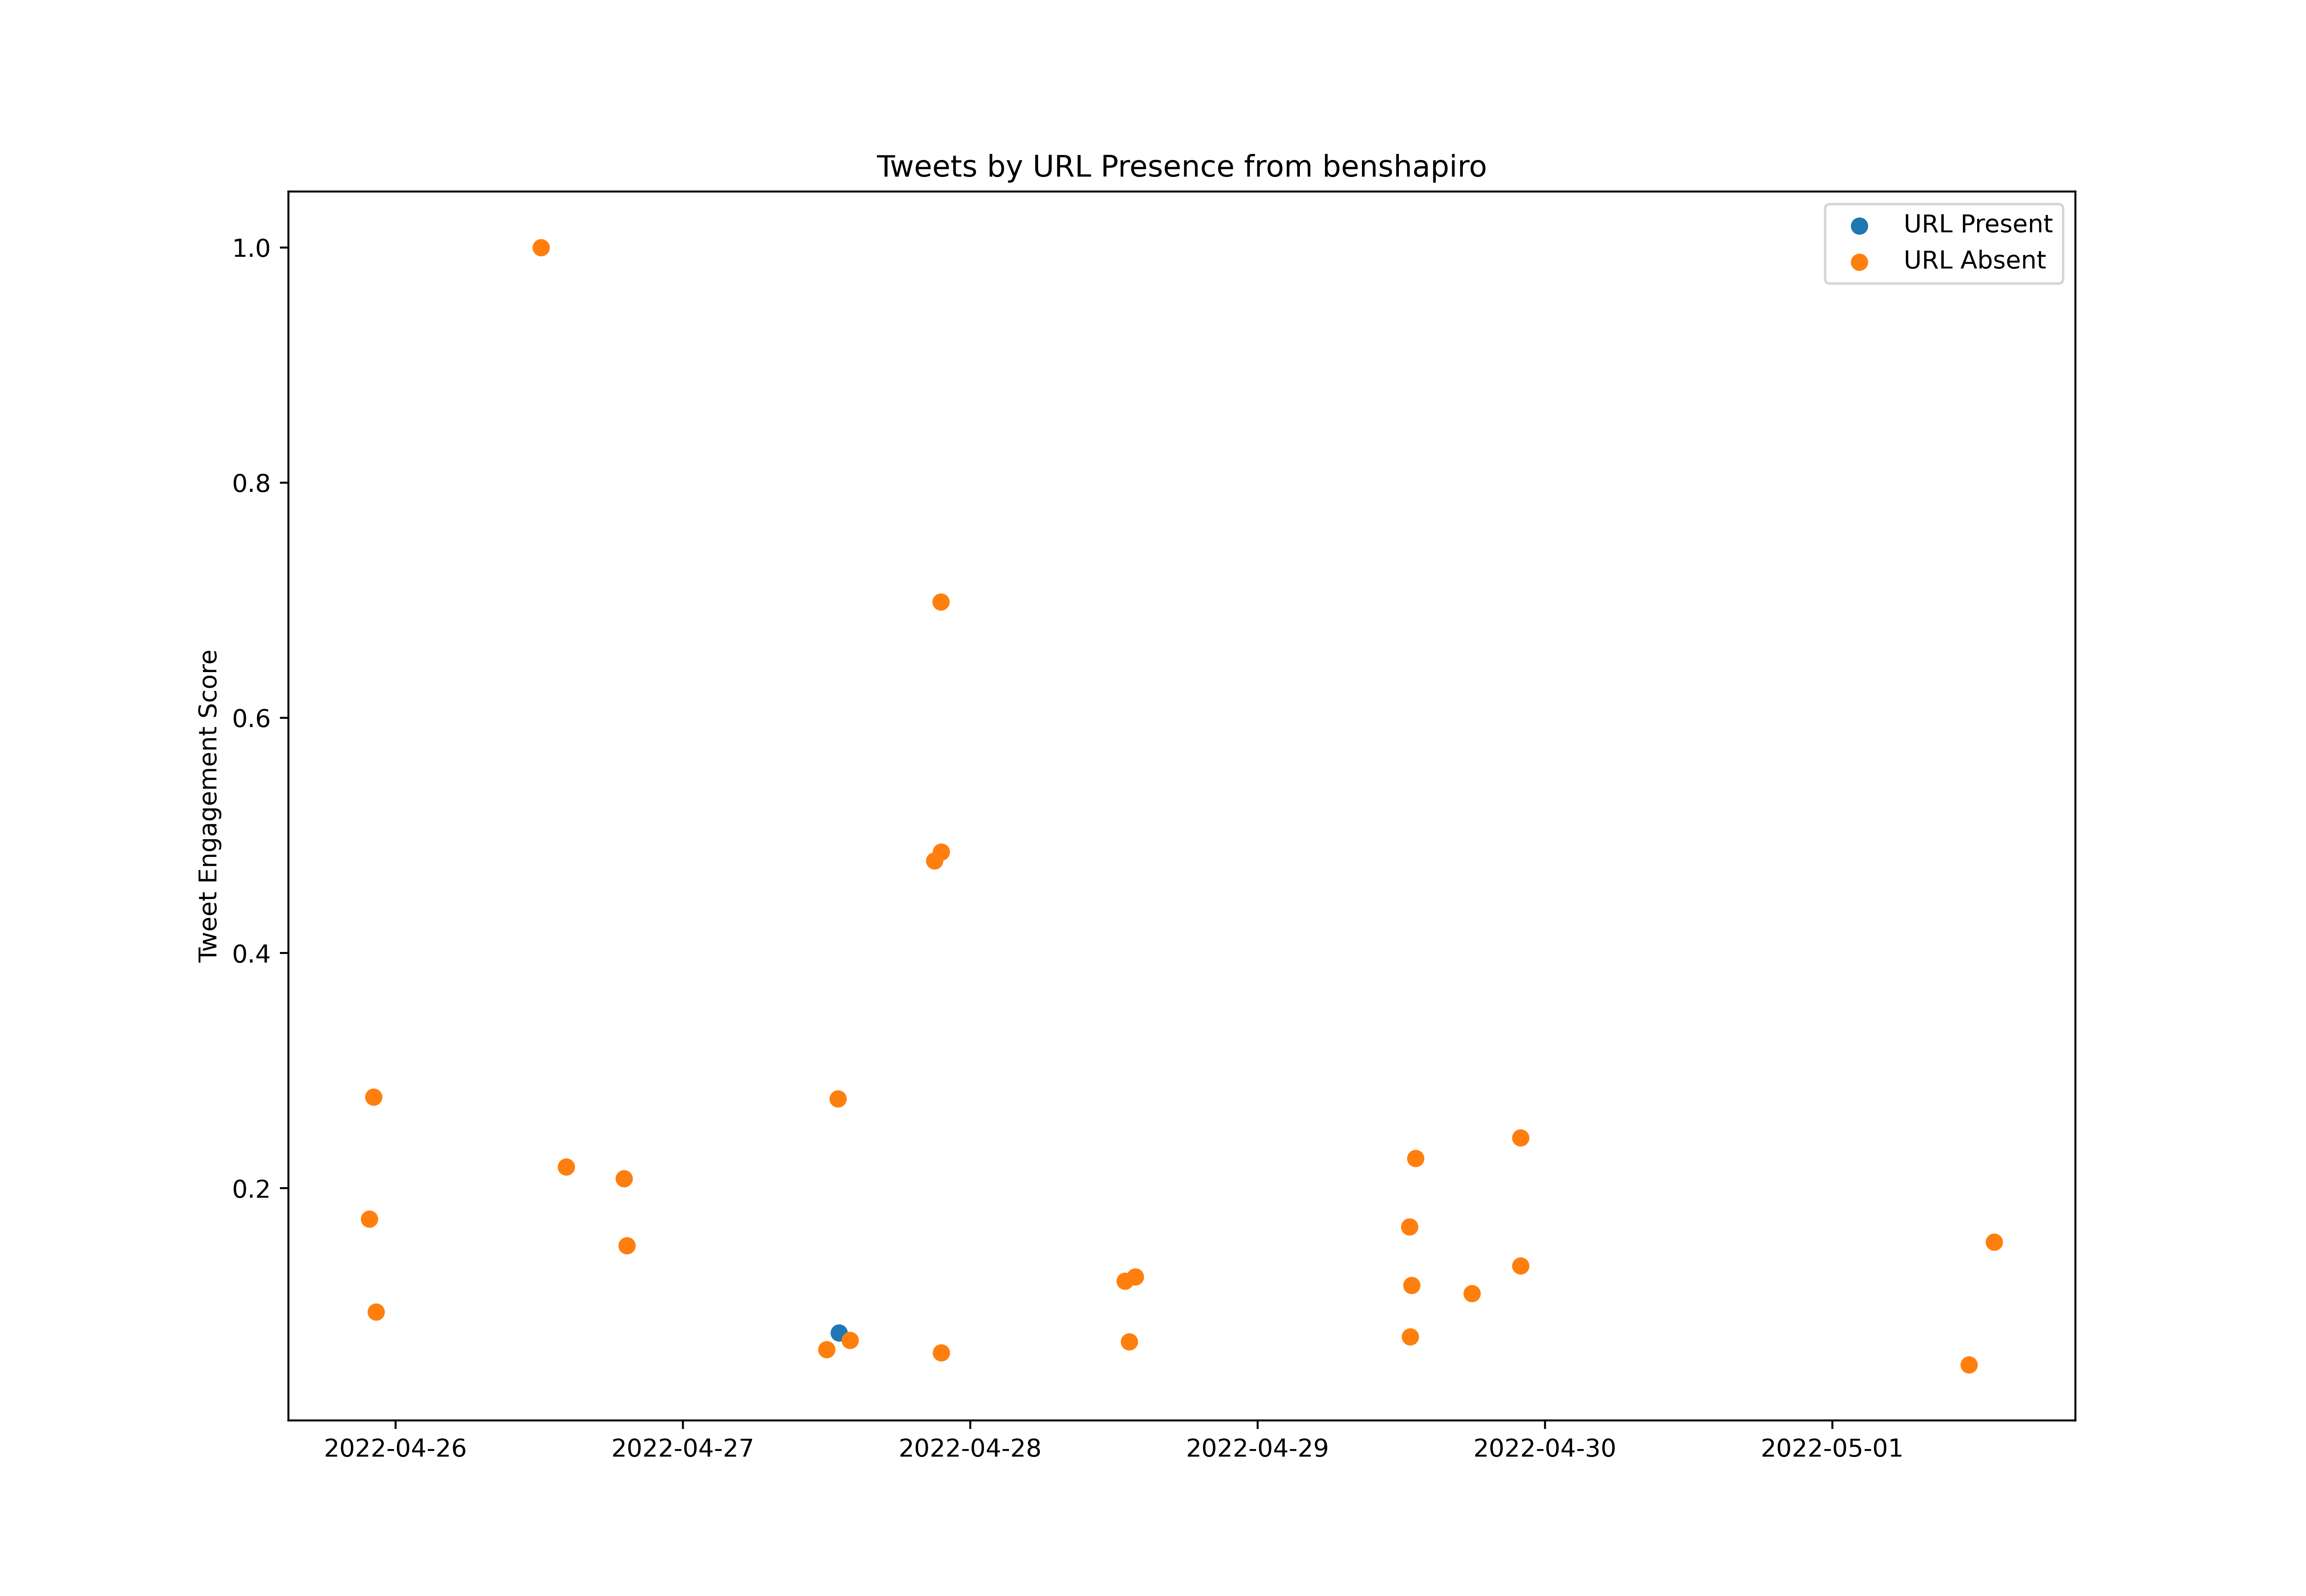 Tweets by URL Presence from benshapiro
URL Present
URL Absent
Tweet Engagement Score
1.0
0.8
0.6
0.4
0.2
2022-04-26
2022-04-27
2022-04-28
2022-04-29
2022-04-30
2022-05-01